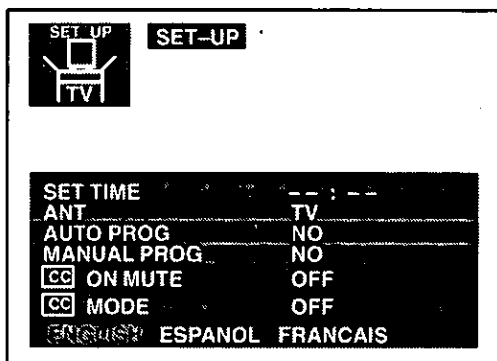 SET UP
SET–UP
TV
SET TIME – – : – –
ANT TV
AUTO PROG NO
MANUAL PROG NO
CC ON MUTE OFF
CC MODE OFF
ENGLISH ESPANOL FRANCAIS